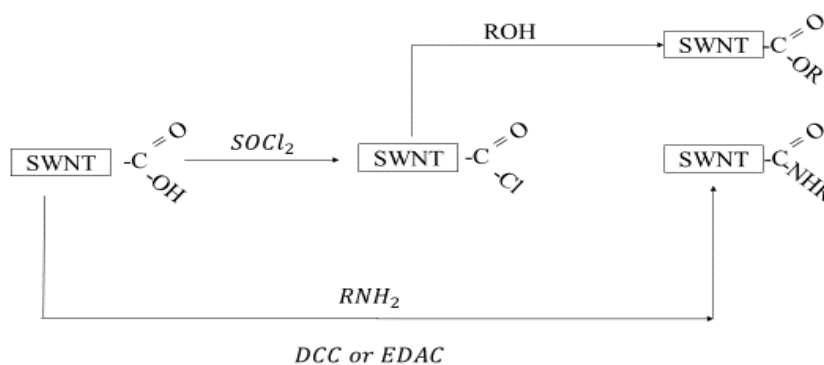 ROH
SWNT -C =O -OR
SWNT -C =O -OH
SOCl₂
SWNT -C =O -Cl
SWNT -C =O -NHR
RNH₂
DCC or EDAC